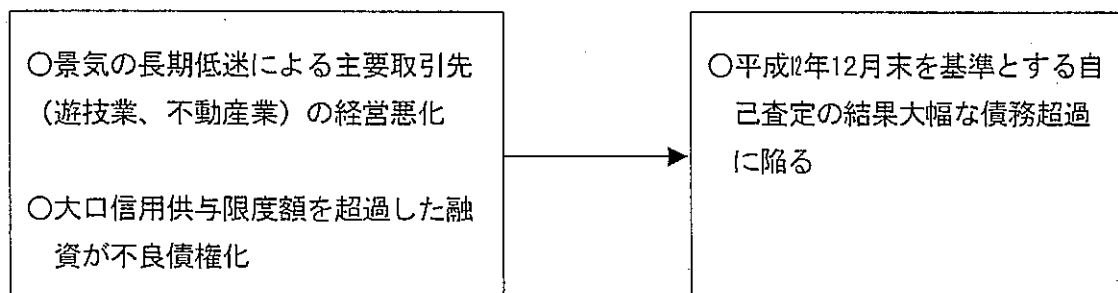 ○景気の長期低迷による主要取引先
(遊技業、不動産業)の経営悪化
○大口信用供与限度額を超過した融
資が不良債権化
○平成12年12月末を基準とする自
己査定の結果大幅な債務超過
に陥る